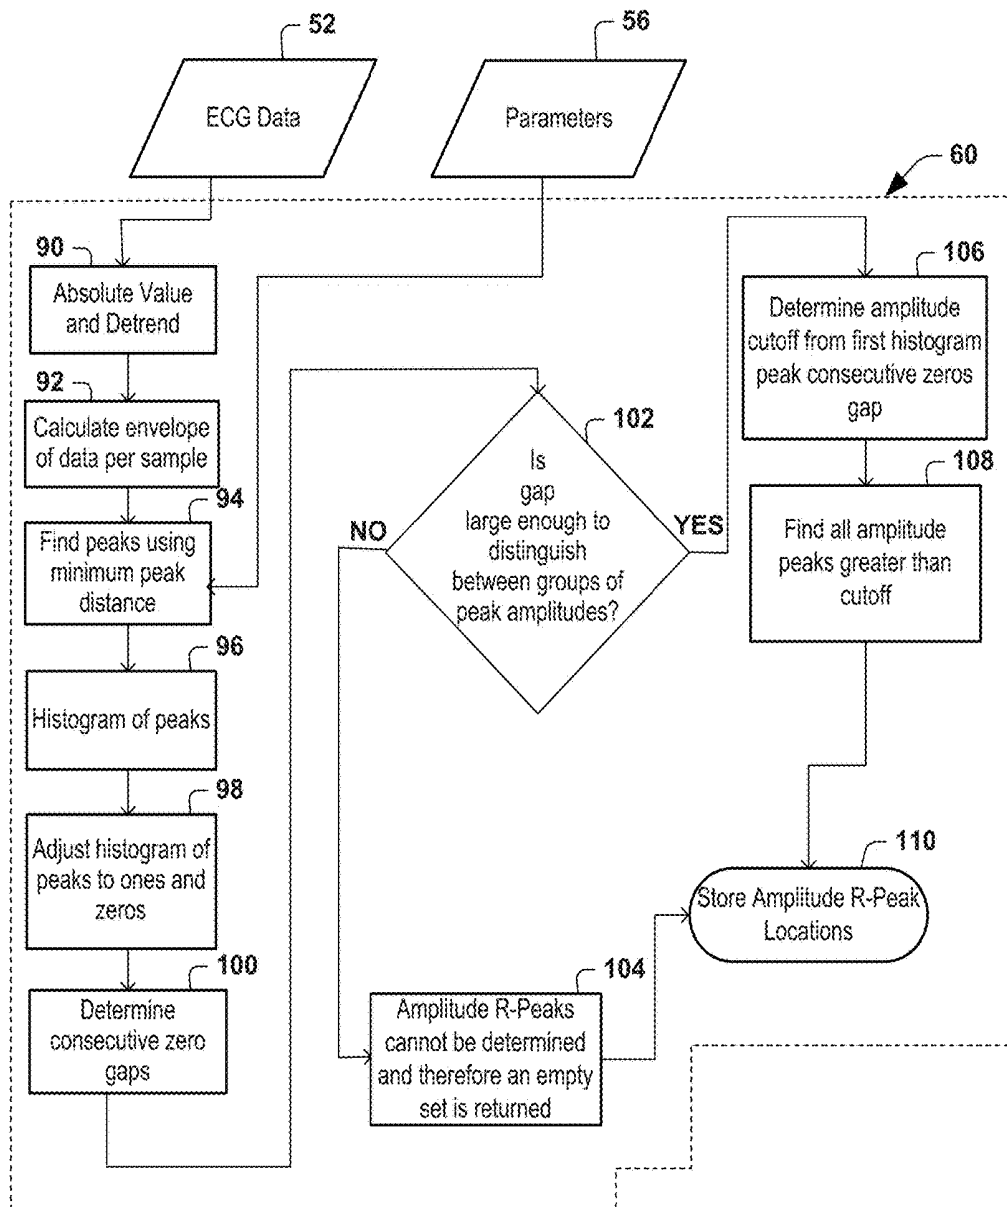 52
56
ECG Data
Parameters
60
90
Absolute Value
and Detrend
92
Calculate envelope
of data per sample
94
Find peaks using
minimum peak
distance
96
Histogram of peaks
98
Adjust histogram of
peaks to ones and
zeros
100
Determine
consecutive zero
gaps
102
Is
gap
large enough to
distinguish
between groups of
peak amplitudes?
NO
YES
104
Amplitude R-Peaks
cannot be determined
and therefore an empty
set is returned
106
Determine amplitude
cutoff from first histogram
peak consecutive zeros
gap
108
Find all amplitude
peaks greater than
cutoff
110
Store Amplitude R-Peak
Locations